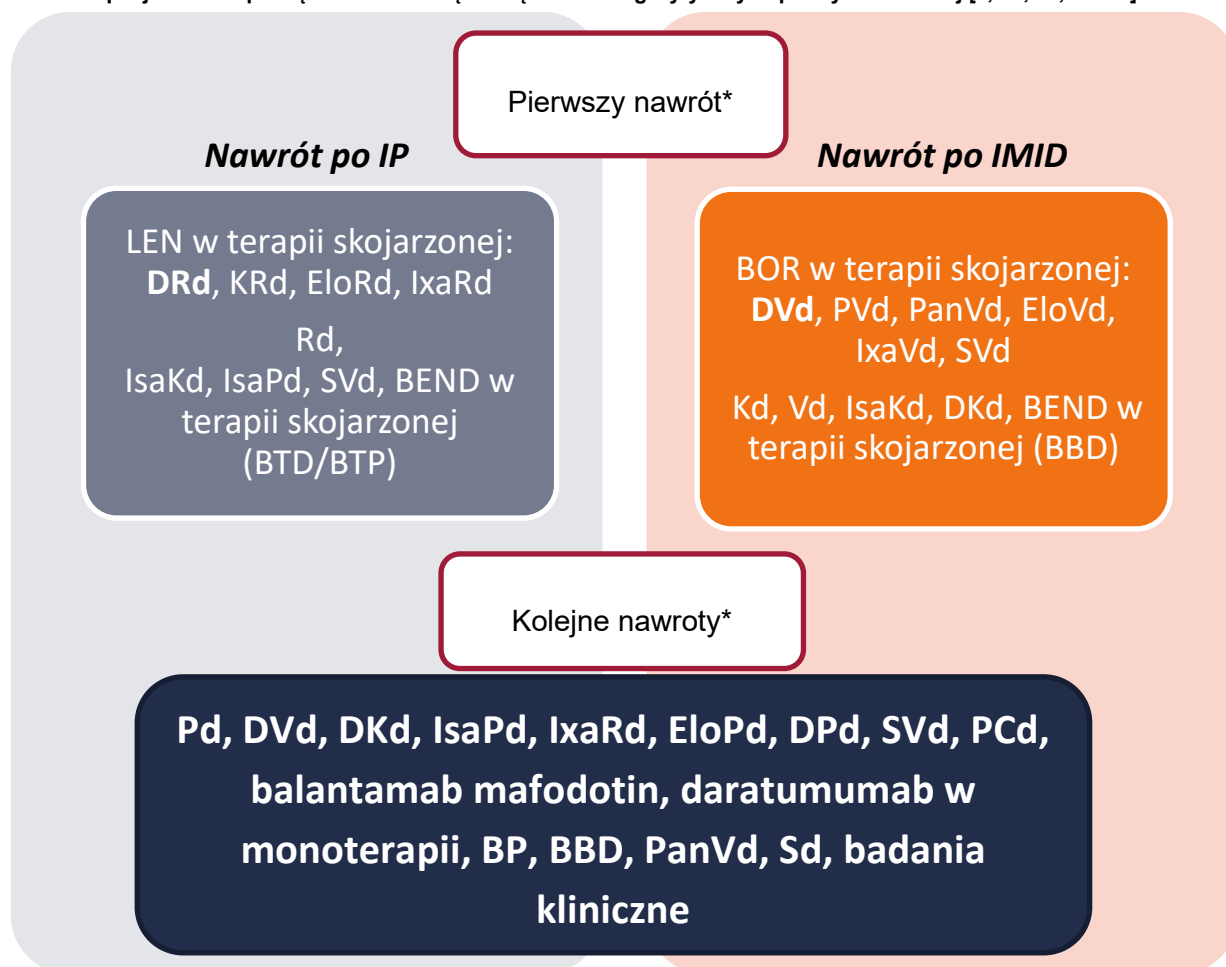 Pierwszy nawrót*
Nawrót po IP
Nawrót po IMID
LEN w terapii skojarzonej:
DRd, KRd, EloRd, IxaRd
Rd,
IsaKd, IsaPd, SVd, BEND w
terapii skojarzonej
(BTD/BTP)
BOR w terapii skojarzonej:
DVd, PVd, PanVd, EloVd,
IxaVd, SVd
Kd, Vd, IsaKd, DKd, BEND w
terapii skojarzonej (BBD)
Kolejne nawroty*
Pd, DVd, DKd, IsaPd, IxaRd, EloPd, DPd, SVd, PCd,
balantamab mafodotin, daratumumab w
monoterapii, BP, BBD, PanVd, Sd, badania
kliniczne